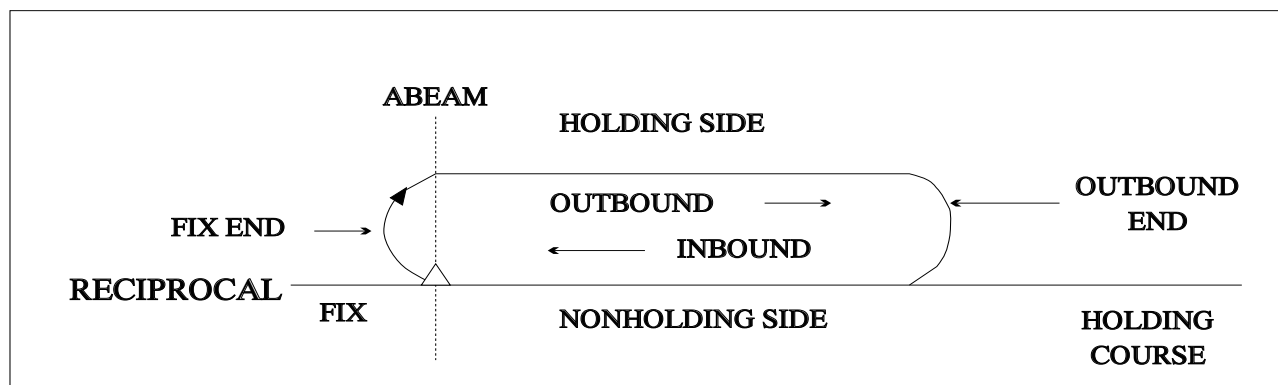 ABEAM
HOLDING SIDE
OUTBOUND
OUTBOUND
END
FIX END
INBOUND
RECIPROCAL
FIX
NONHOLDING SIDE
HOLDING
COURSE